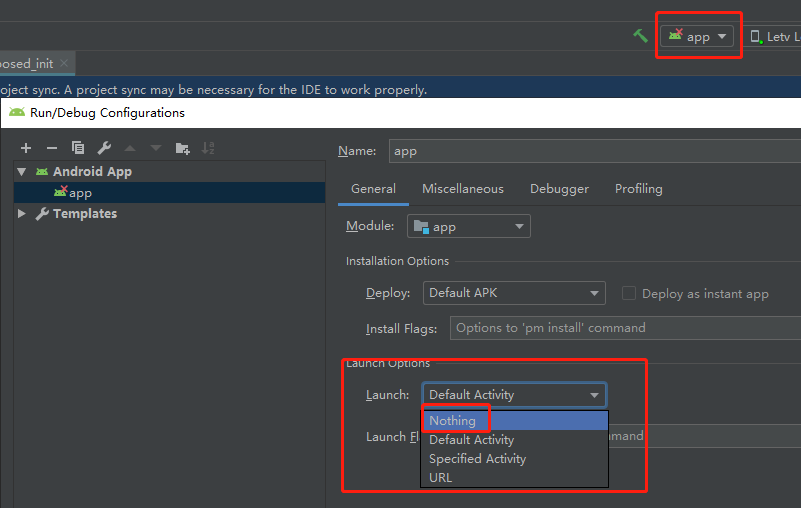 app
Letv L
posed_init
oject sync. A project sync may be necessary for the IDE to work properly.
Run/Debug Configurations
Android App
app
Templates
Name: app
General Miscellaneous Debugger Profiling
Module: app
Installation Options
Deploy: Default APK Deploy as instant app
Install Flags: Options to 'pm install' command
Launch Options
Launch: Default Activity
Nothing
Launch Fl mmand
Default Activity
Specified Activity
URL